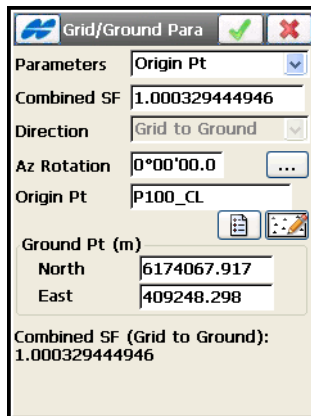 Grid/Ground Para
Parameters Origin Pt
Combined SF 1.000329444946
Direction Grid to Ground
Az Rotation 0°00'00.0 ...
Origin Pt P100_CL
Ground Pt (m)
North 6174067.917
East 409248.298
Combined SF (Grid to Ground):
1.000329444946